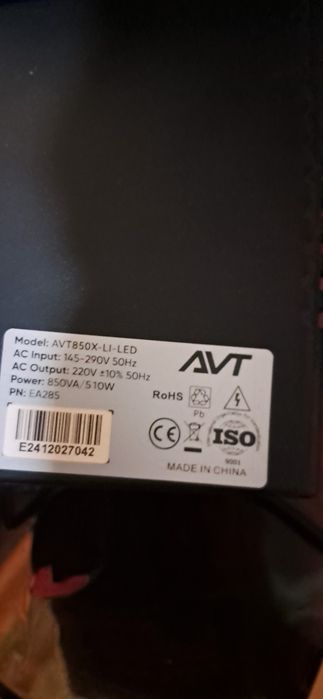 Model: AVT850X-LI-LED
AC Input: 145-290V 50Hz
AC Output: 220V ±10% 50Hz
Power: 850VA/510W
PN: EA285
AVT
RoHS
Pb
E2412027042
CE
ISO
9001
MADE IN CHINA